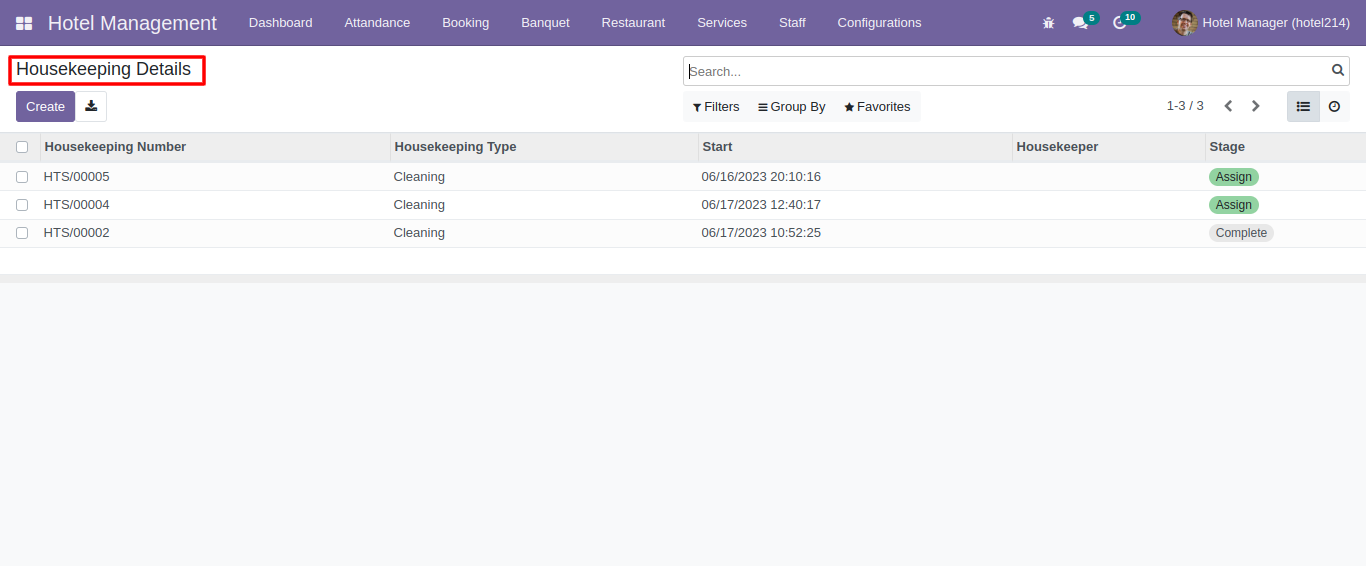 Hotel Management Dashboard Attandance Booking Banquet Restaurant Services Staff Configurations 5 10 Hotel Manager (hotel214)
Housekeeping Details Search...
Create Filters Group By Favorites 1-3 / 3
Housekeeping Number Housekeeping Type Start Housekeeper Stage
HTS/00005 Cleaning 06/16/2023 20:10:16 Assign
HTS/00004 Cleaning 06/17/2023 12:40:17 Assign
HTS/00002 Cleaning 06/17/2023 10:52:25 Complete